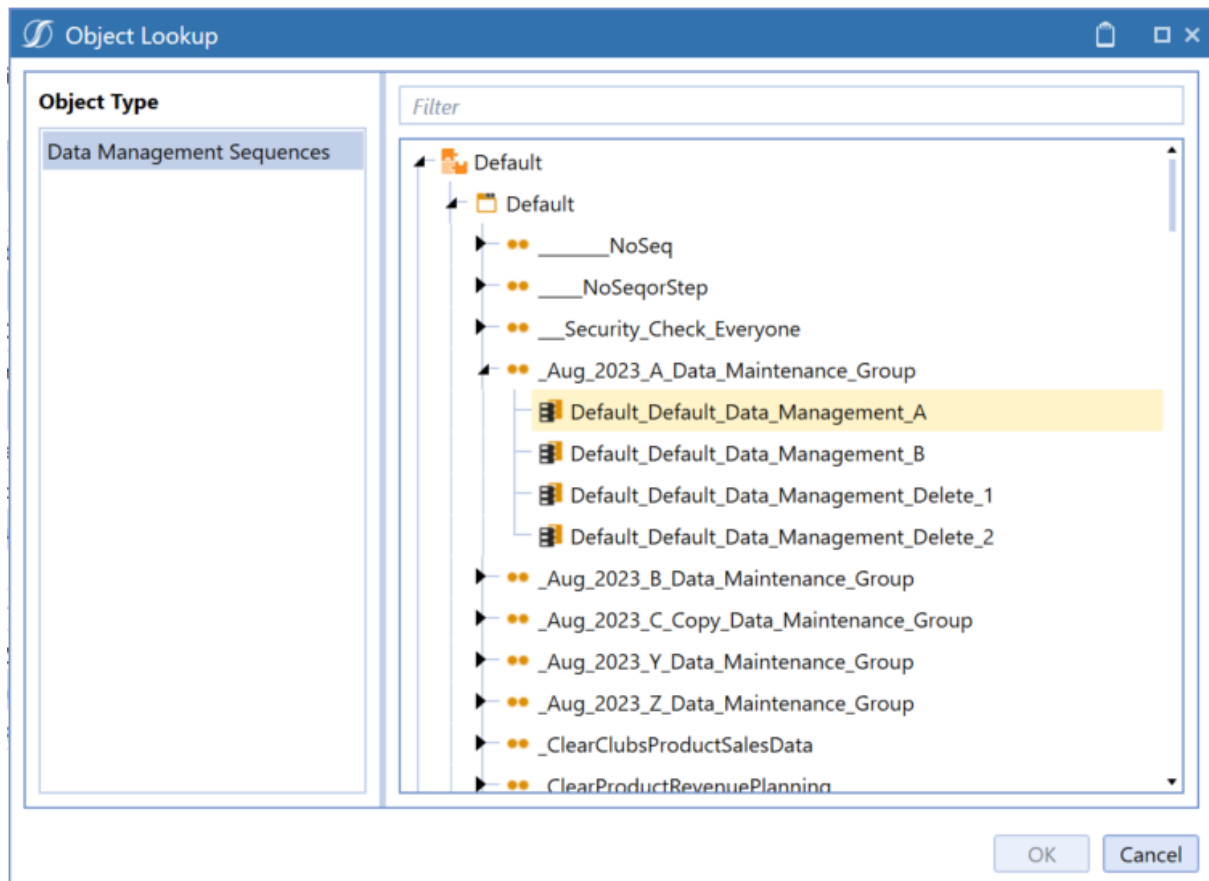 Object Lookup
Object Type
Data Management Sequences
Filter
Default
Default
_______NoSeq
____NoSeqorStep
__Security_Check_Everyone
_Aug_2023_A_Data_Maintenance_Group
Default_Default_Data_Management_A
Default_Default_Data_Management_B
Default_Default_Data_Management_Delete_1
Default_Default_Data_Management_Delete_2
_Aug_2023_B_Data_Maintenance_Group
_Aug_2023_C_Copy_Data_Maintenance_Group
_Aug_2023_Y_Data_Maintenance_Group
_Aug_2023_Z_Data_Maintenance_Group
_ClearClubsProductSalesData
_ClearProductRevenuePlanning
OK Cancel